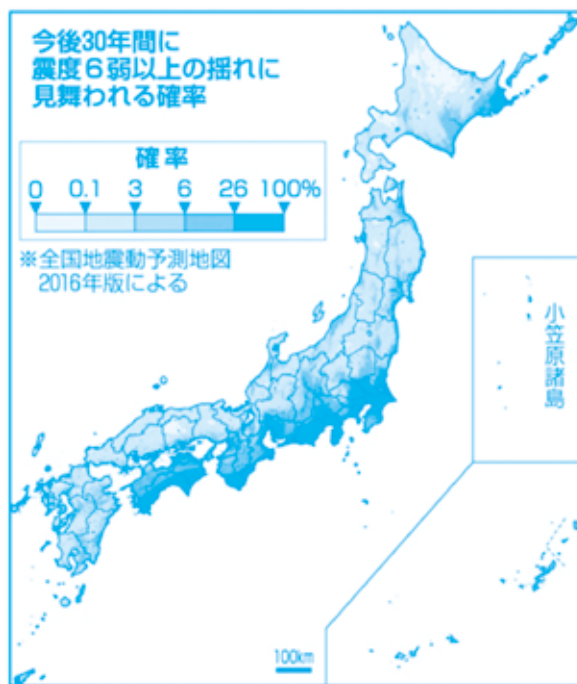 今後30年間に
震度6弱以上の揺れに
見舞われる確率
確率
0 0.1 3 6 26 100%
※全国地震動予測地図
2016年版による
小笠原諸島
100km